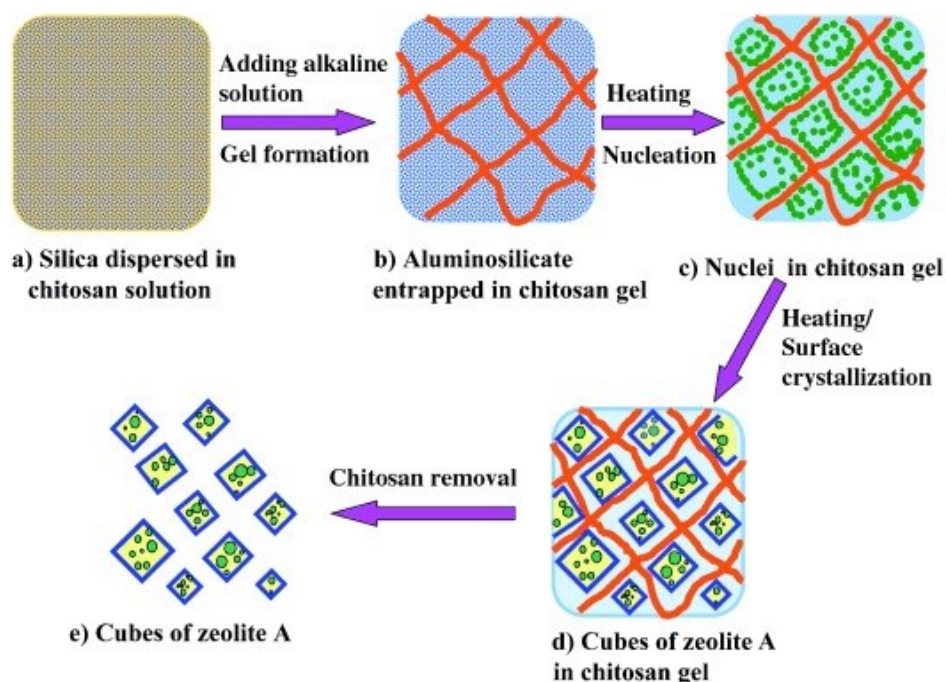 Adding alkaline
solution
Gel formation
Heating
Nucleation
a) Silica dispersed in
chitosan solution
b) Aluminosilicate
entrapped in chitosan gel
c) Nuclei in chitosan gel
Heating/
Surface
crystallization
Chitosan removal
e) Cubes of zeolite A
d) Cubes of zeolite A
in chitosan gel